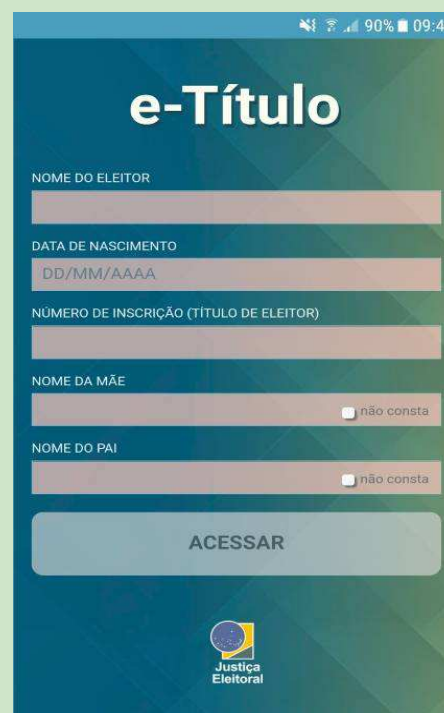 90% 09:4
e-Título
NOME DO ELEITOR
DATA DE NASCIMENTO
DD/MM/AAAA
NÚMERO DE INSCRIÇÃO (TÍTULO DE ELEITOR)
NOME DA MÃE
não consta
NOME DO PAI
não consta
ACESSAR
Justiça
Eleitoral